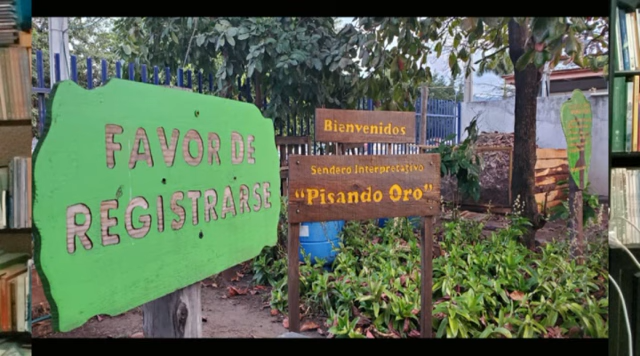 FAVOR DE
REGISTRARSE
Bienvenidos
Sendero Interpretativo
"Pisando Oro"